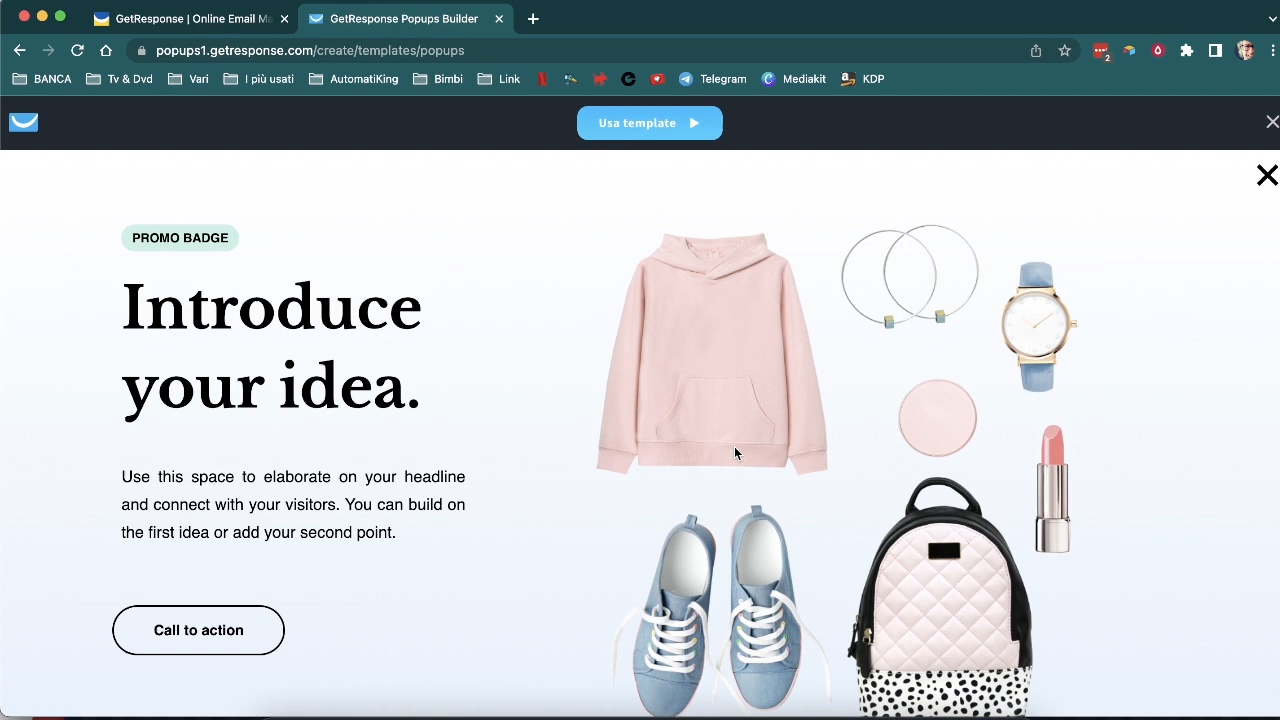 GetResponse | Online Email Ma
GetResponse Popups Builder
popups1.getresponse.com/create/templates/popups
2
BANCA
Tv & Dvd
Vari
I più usati
AutomatiKing
Bimbi
Link
Telegram
Mediakit
KDP
Usa template
PROMO BADGE
Introduce
your idea.
Use this space to elaborate on your headline
and connect with your visitors. You can build on
the first idea or add your second point.
Call to action